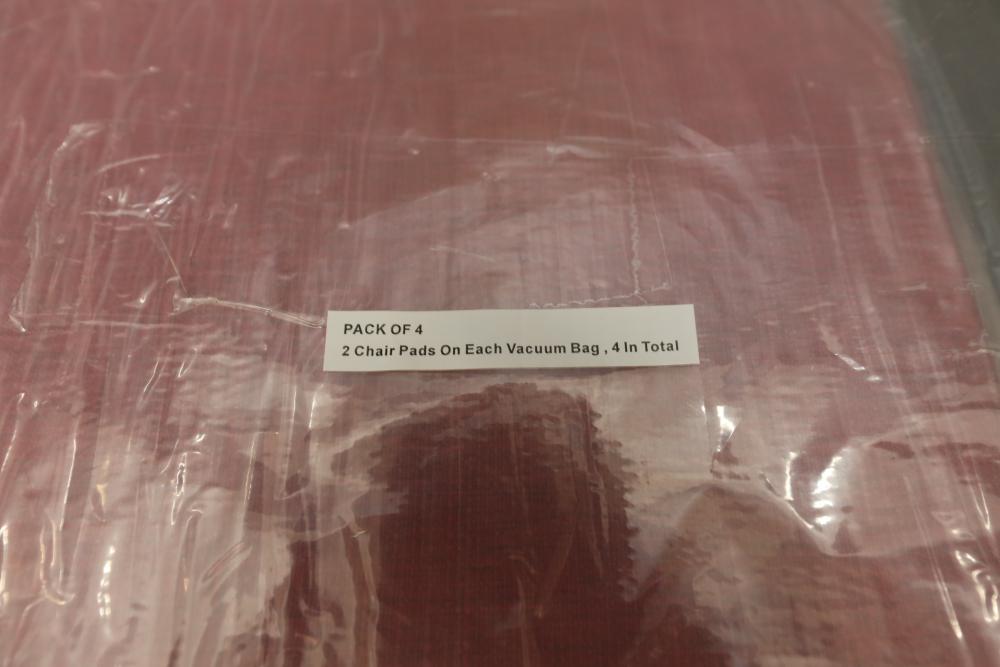 PACK OF 4
2 Chair Pads On Each Vacuum Bag , 4 In Total